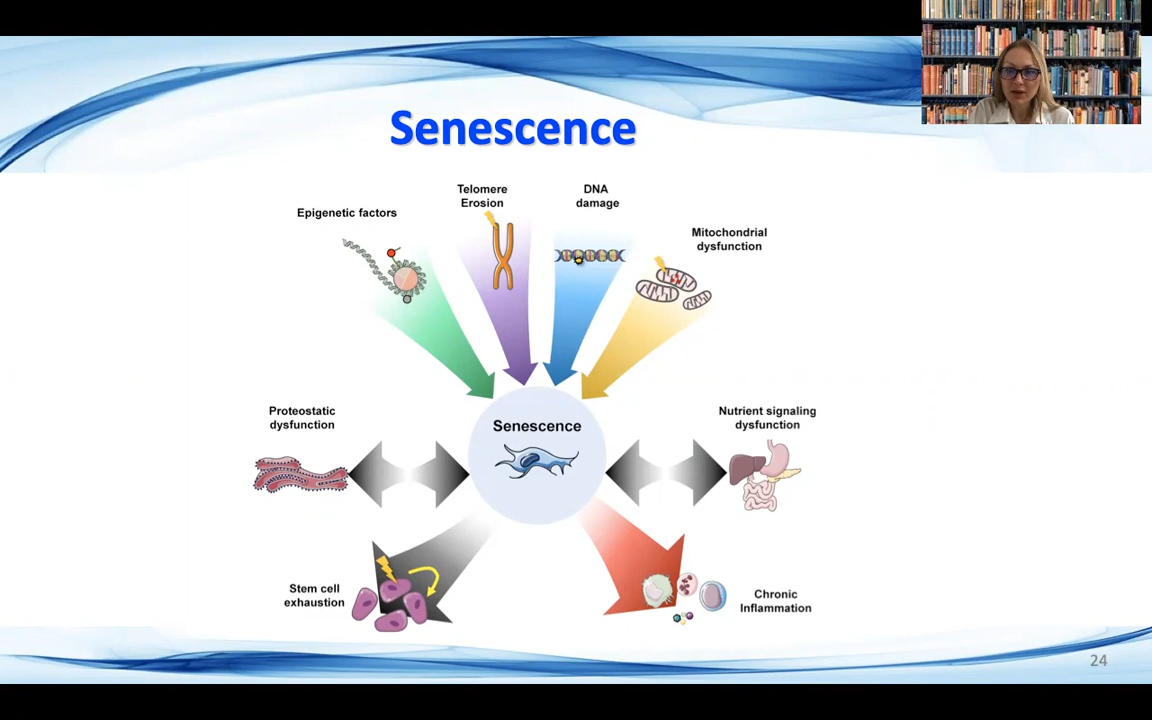 Senescence
Telomere
Erosion
DNA
damage
Epigenetic factors
Mitochondrial
dysfunction
Proteostatic
dysfunction
Senescence
Nutrient signaling
dysfunction
Stem cell
exhaustion
Chronic
Inflammation
24